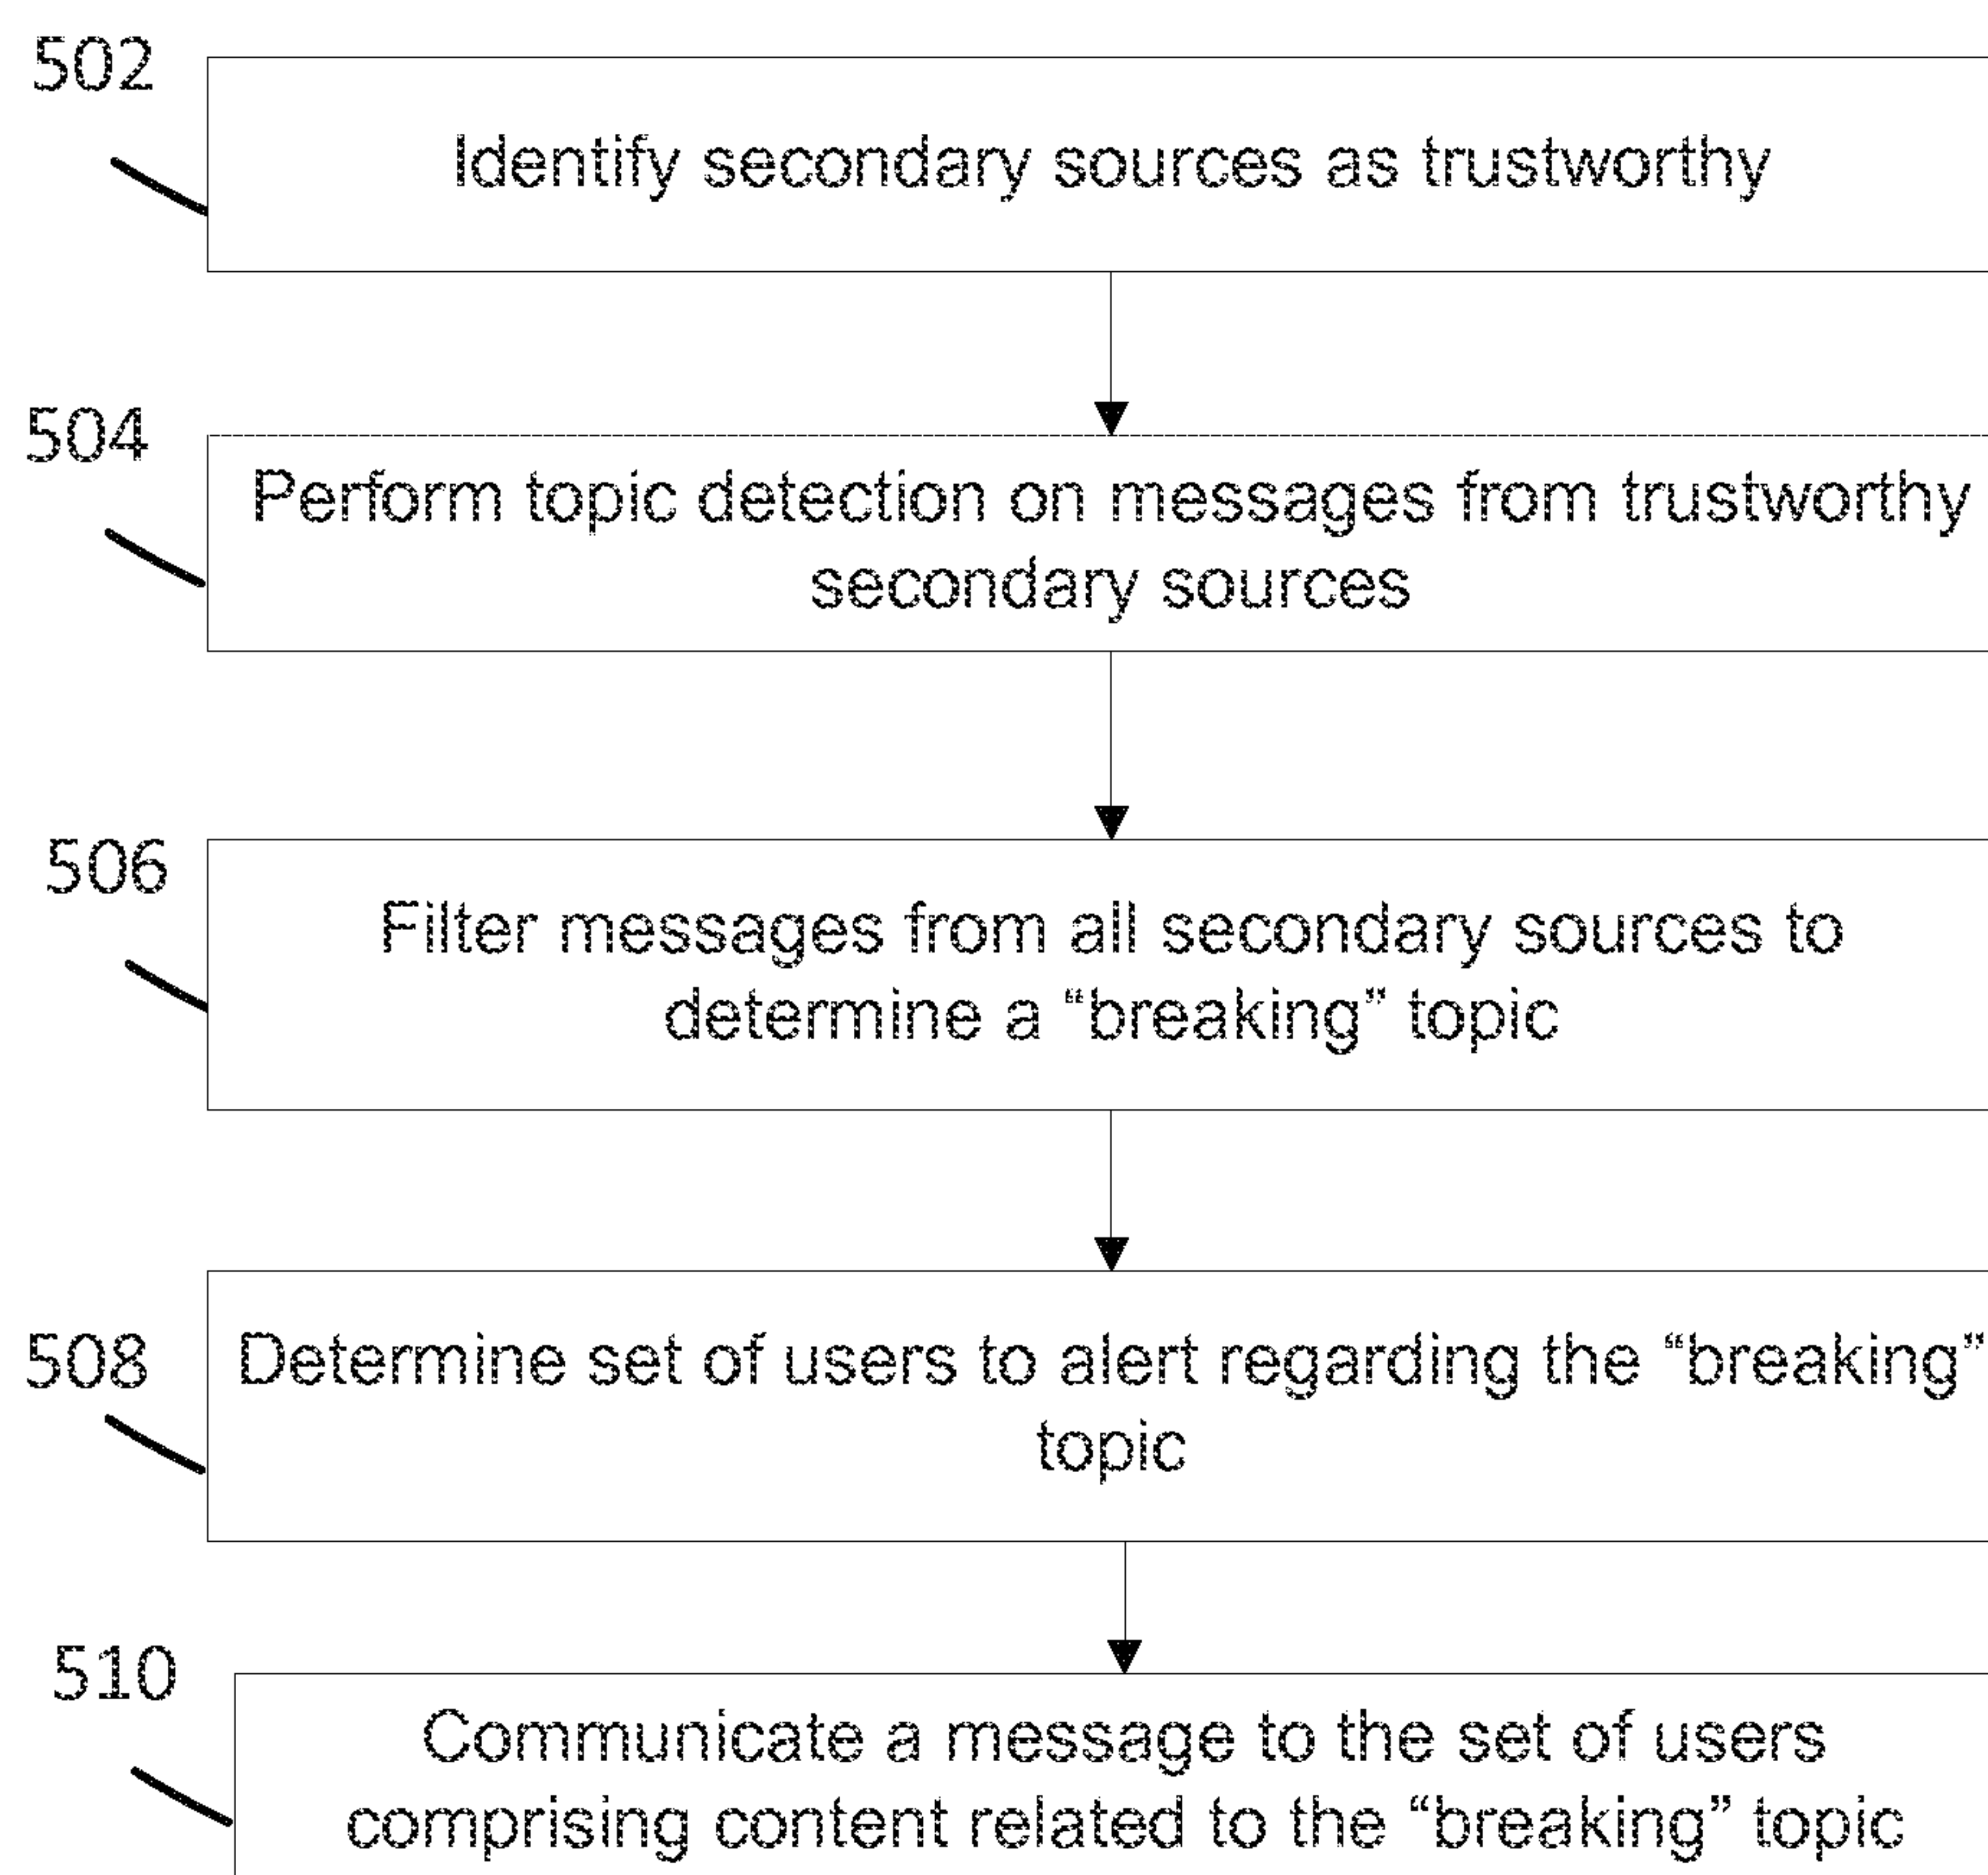 502
Identify secondary sources as trustworthy
504
Perform topic detection on messages from trustworthy
secondary sources
506
Filter messages from all secondary sources to
determine a “breaking” topic
508
Determine set of users to alert regarding the “breaking”
topic
510
Communicate a message to the set of users
comprising content related to the “breaking” topic